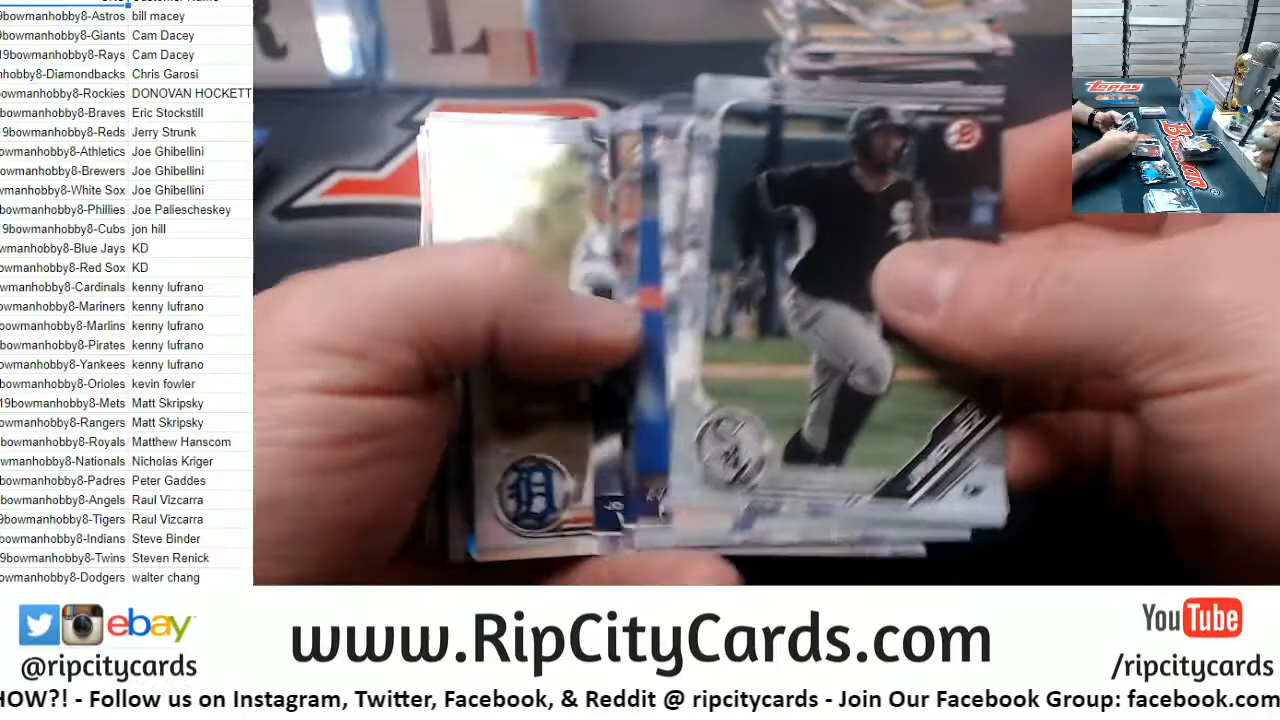 9bowmanhobby8-Astros bill macey
owmanhobby8-Giants Cam Dacey
19bowmanhobby8-Rays Cam Dacey
nhobby8-Diamondbacks Chris Garosi
owmanhobby8-Rockies DONOVAN HOCKETT
owmanhobby8-Braves Eric Stockstill
9bowmanhobby8-Reds Jerry Strunk
owmanhobby8-Athletics Joe Ghibellini
owmanhobby8-Brewers Joe Ghibellini
wmanhobby8-White Sox Joe Ghibellini
owmanhobby8-Phillies Joe Paliescheskey
9bowmanhobby8-Cubs jon hill
owmanhobby8-Blue Jays KD
owmanhobby8-Red Sox KD
owmanhobby8-Cardinals kenny lufrano
owmanhobby8-Mariners kenny lufrano
bowmanhobby8-Marlins kenny lufrano
bowmanhobby8-Pirates kenny lufrano
owmanhobby8-Yankees kenny lufrano
bowmanhobby8-Orioles kevin fowler
19bowmanhobby8-Mets Matt Skripsky
owmanhobby8-Rangers Matt Skripsky
bowmanhobby8-Royals Matthew Hanscom
wmanhobby8-Nationals Nicholas Kriger
owmanhobby8-Padres Peter Gaddes
owmanhobby8-Angels Raul Vizcarra
9bowmanhobby8-Tigers Raul Vizcarra
owmanhobby8-Indians Steve Binder
9bowmanhobby8-Twins Steven Renick
owmanhobby8-Dodgers walter chang
TOPPS
Bowman
ebay
@ripcitycards
www.RipCityCards.com
YouTube
/ripcitycards
HOW?! - Follow us on Instagram, Twitter, Facebook, & Reddit @ ripcitycards - Join Our Facebook Group: facebook.com